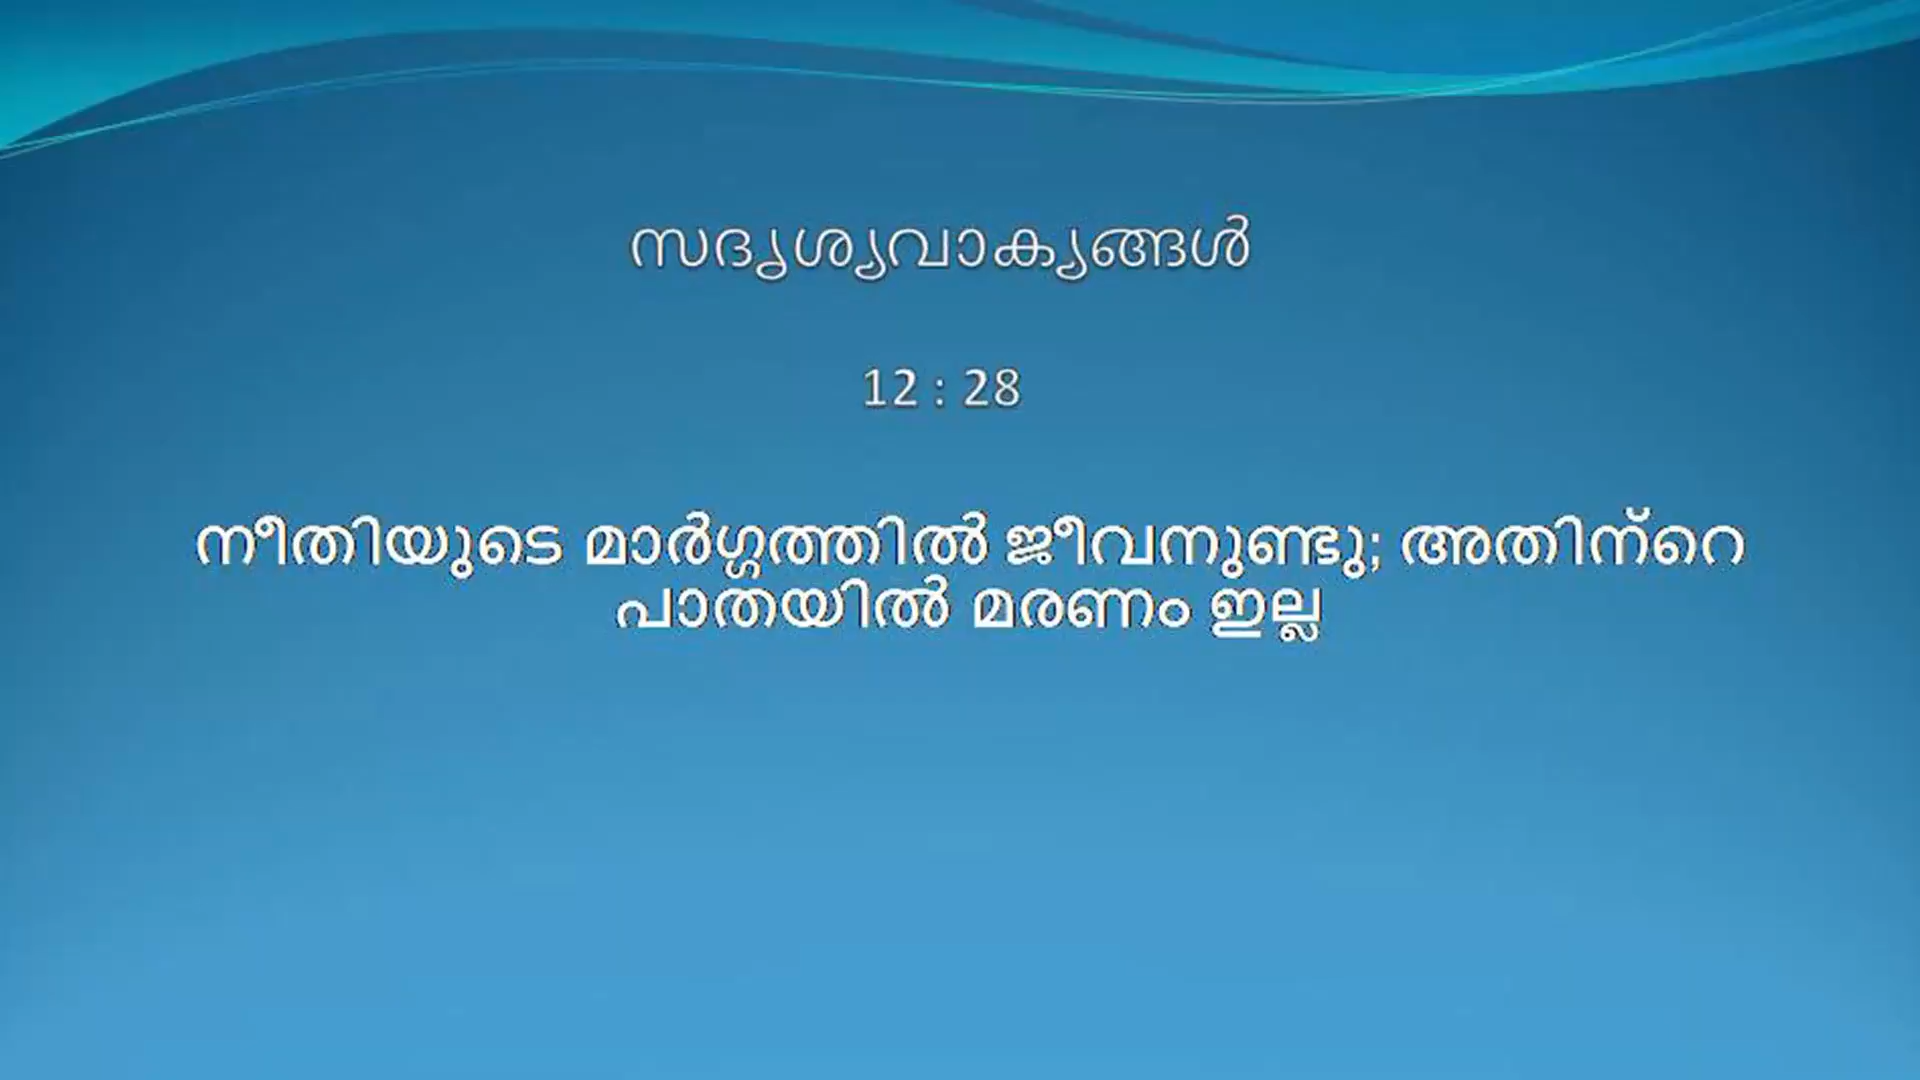 സദൃശ്യവാക്യങ്ങൾ
12 : 28
നീതിയുടെ മാർഗ്ഗത്തിൽ ജീവനുണ്ടു; അതിന്റെ
പാതയിൽ മരണം ഇല്ല